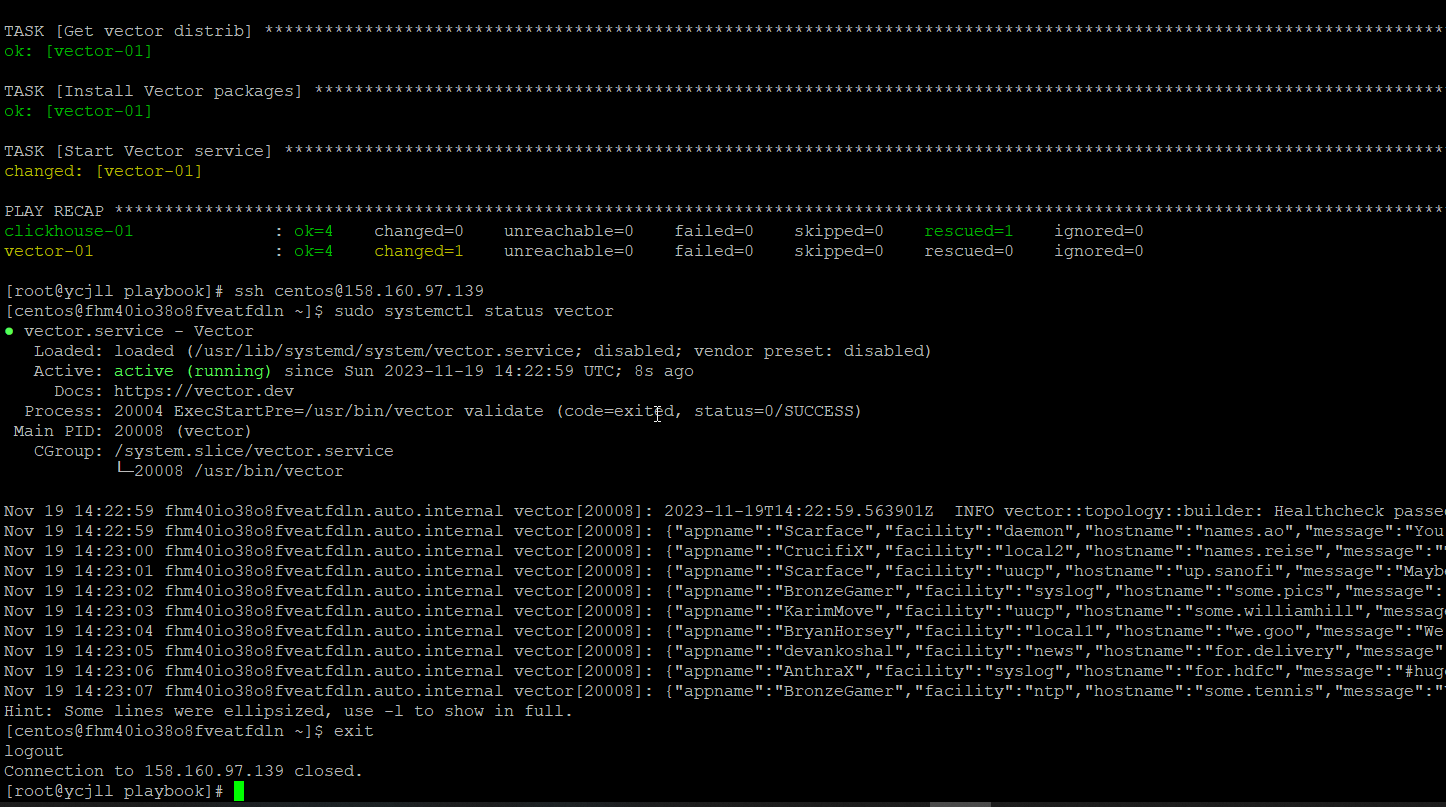 TASK [Get vector distrib] **********************************************************************************************************************
ok: [vector-01]
TASK [Install Vector packages] *****************************************************************************************************************
ok: [vector-01]
TASK [Start Vector service] ********************************************************************************************************************
changed: [vector-01]
PLAY RECAP *************************************************************************************************************************************
clickhouse-01              : ok=4    changed=0    unreachable=0    failed=0    skipped=0    rescued=1    ignored=0
vector-01                  : ok=4    changed=1    unreachable=0    failed=0    skipped=0    rescued=0    ignored=0
[root@ycjll playbook]# ssh centos@158.160.97.139
[centos@fhm40io38o8fveatfdln ~]$ sudo systemctl status vector
● vector.service - Vector
   Loaded: loaded (/usr/lib/systemd/system/vector.service; disabled; vendor preset: disabled)
   Active: active (running) since Sun 2023-11-19 14:22:59 UTC; 8s ago
     Docs: https://vector.dev
  Process: 20004 ExecStartPre=/usr/bin/vector validate (code=exited, status=0/SUCCESS)
 Main PID: 20008 (vector)
   CGroup: /system.slice/vector.service
           └─20008 /usr/bin/vector
Nov 19 14:22:59 fhm40io38o8fveatfdln.auto.internal vector[20008]: 2023-11-19T14:22:59.563901Z  INFO vector::topology::builder: Healthcheck passe
Nov 19 14:22:59 fhm40io38o8fveatfdln.auto.internal vector[20008]: {"appname":"Scarface","facility":"daemon","hostname":"names.ao","message":"You
Nov 19 14:23:00 fhm40io38o8fveatfdln.auto.internal vector[20008]: {"appname":"CrucifiX","facility":"local2","hostname":"names.reise","message":"
Nov 19 14:23:01 fhm40io38o8fveatfdln.auto.internal vector[20008]: {"appname":"Scarface","facility":"uucp","hostname":"up.sanofi","message":"Mayb
Nov 19 14:23:02 fhm40io38o8fveatfdln.auto.internal vector[20008]: {"appname":"BronzeGamer","facility":"syslog","hostname":"some.pics","message":
Nov 19 14:23:03 fhm40io38o8fveatfdln.auto.internal vector[20008]: {"appname":"KarimMove","facility":"uucp","hostname":"some.williamhill","messag
Nov 19 14:23:04 fhm40io38o8fveatfdln.auto.internal vector[20008]: {"appname":"BryanHorsey","facility":"local1","hostname":"we.goo","message":"We
Nov 19 14:23:05 fhm40io38o8fveatfdln.auto.internal vector[20008]: {"appname":"devankoshal","facility":"news","hostname":"for.delivery","message"
Nov 19 14:23:06 fhm40io38o8fveatfdln.auto.internal vector[20008]: {"appname":"AnthraX","facility":"syslog","hostname":"for.hdfc","message":"#hug
Nov 19 14:23:07 fhm40io38o8fveatfdln.auto.internal vector[20008]: {"appname":"BronzeGamer","facility":"ntp","hostname":"some.tennis","message":"
Hint: Some lines were ellipsized, use -l to show in full.
[centos@fhm40io38o8fveatfdln ~]$ exit
logout
Connection to 158.160.97.139 closed.
[root@ycjll playbook]#